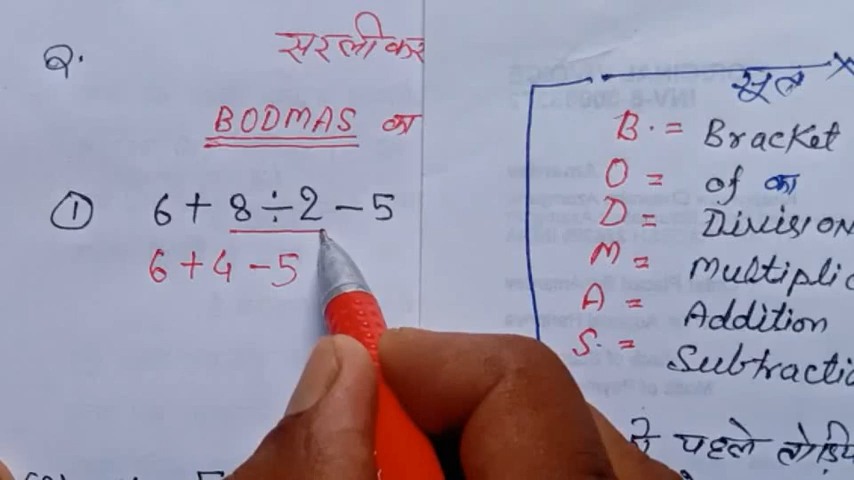 Q. सरलीकर
BODMAS का
① 6 + 8 ÷ 2 - 5
6 + 4 - 5
सूत्र
B. = Bracket
O = of का
D = Division
M = Multiplic
A = Addition
S. = Subtractio
पहले